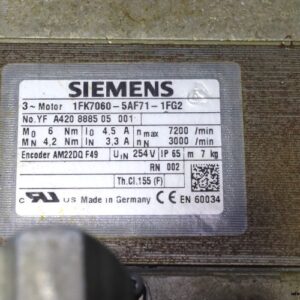 SIEMENS
3~ Motor 1FK7060-5AF71-1FG2
No.YF A420 8885 05 001
M0 6 Nm I0 4,5 A nmax 7200 /min
MN 4,2 Nm IN 3,3 A nN 3000 /min
Encoder AM22DQ F49 UIN 254 V IP 65 m 7 kg
RN 002
Th.Cl.155 (F)
c RU US Made in Germany CE EN 60034